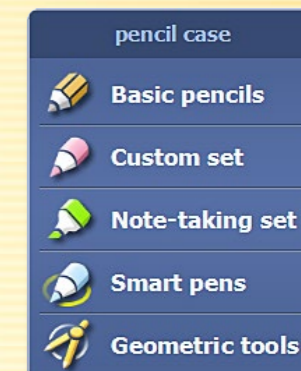 pencil case
Basic pencils
Custom set
Note-taking set
Smart pens
Geometric tools